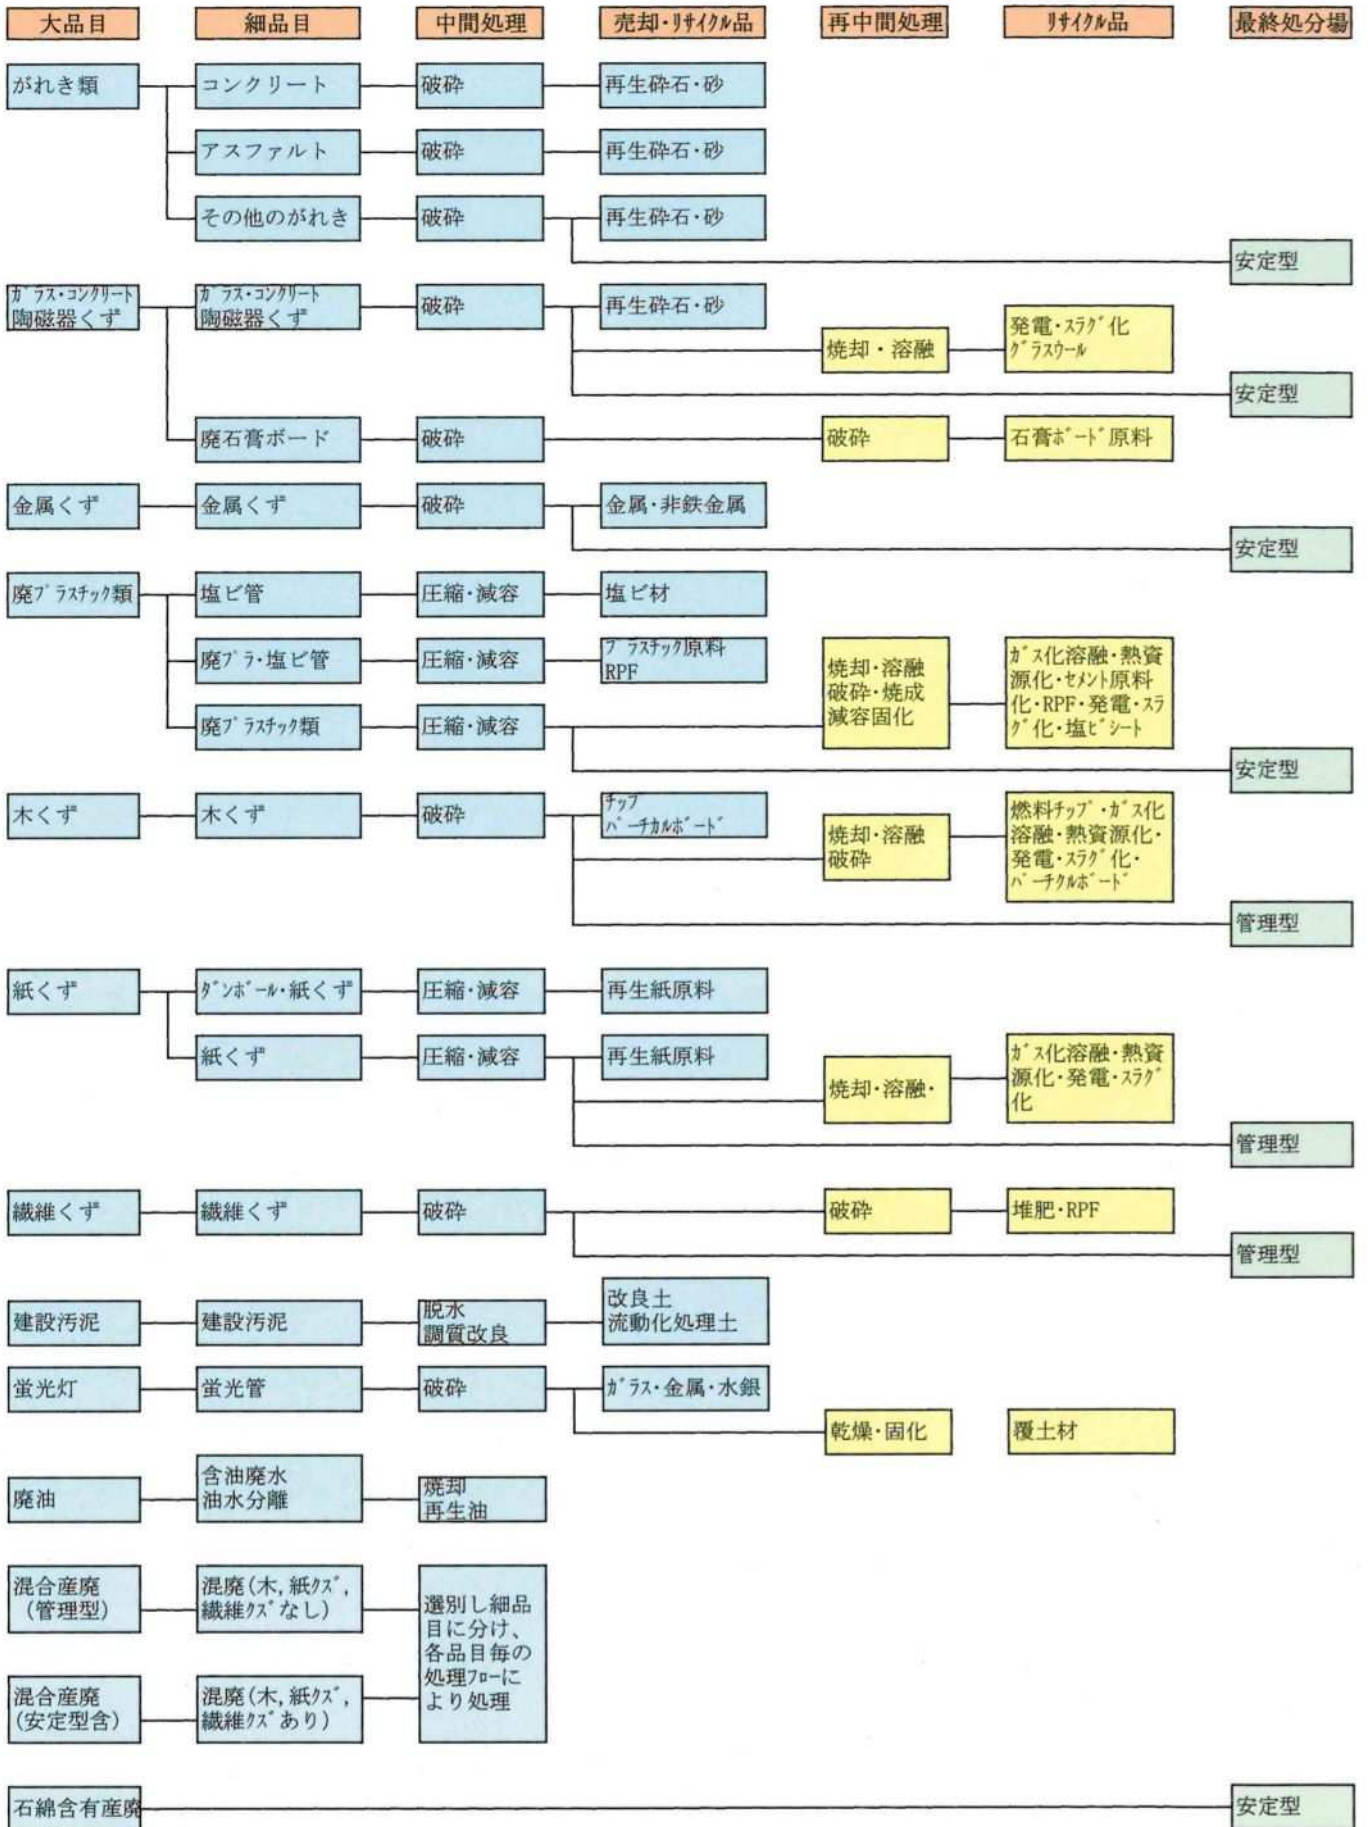 大品目
細品目
中間処理
売却・リサイクル品
再中間処理
リサイクル品
最終処分場
がれき類
コンクリート
破砕
再生砕石・砂
アスファルト
破砕
再生砕石・砂
その他のがれき
破砕
再生砕石・砂
安定型
ガラス・コンクリート
陶磁器くず
ガラス・コンクリート
陶磁器くず
破砕
再生砕石・砂
焼却・溶融
発電・スラグ化
グラスウール
安定型
廃石膏ボード
破砕
破砕
石膏ボード原料
金属くず
金属くず
破砕
金属・非鉄金属
安定型
廃プラスチック類
塩ビ管
圧縮・減容
塩ビ材
廃プラ・塩ビ管
圧縮・減容
プラスチック原料
RPF
廃プラスチック類
圧縮・減容
焼却・溶融
破砕・焼成
減容固化
ガス化溶融・熱資
源化・セメント原料
化・RPF・発電・スラ
グ化・塩ビシート
安定型
木くず
木くず
破砕
チップ
パーチカルボード
焼却・溶融
破砕
燃料チップ・ガス化
溶融・熱資源化・
発電・スラグ化・
パーチクルボード
管理型
紙くず
ダンボール・紙くず
圧縮・減容
再生紙原料
紙くず
圧縮・減容
再生紙原料
焼却・溶融・
ガス化溶融・熱資
源化・発電・スラグ
化
管理型
繊維くず
繊維くず
破砕
破砕
堆肥・RPF
管理型
建設汚泥
建設汚泥
脱水
調質改良
改良土
流動化処理土
蛍光灯
蛍光管
破砕
ガラス・金属・水銀
乾燥・固化
覆土材
廃油
含油廃水
油水分離
焼却
再生油
混合産廃
(管理型)
混廃(木,紙クズ,
繊維クズなし)
選別し細品
目に分け、
各品目毎の
処理フローに
より処理
混合産廃
(安定型含)
混廃(木,紙クズ,
繊維クズあり)
石綿含有産廃
安定型